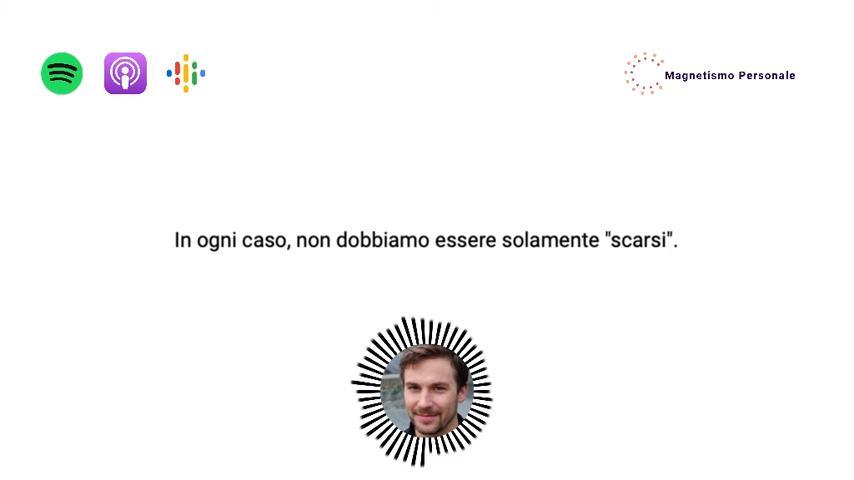 Magnetismo Personale
In ogni caso, non dobbiamo essere solamente "scarsi".